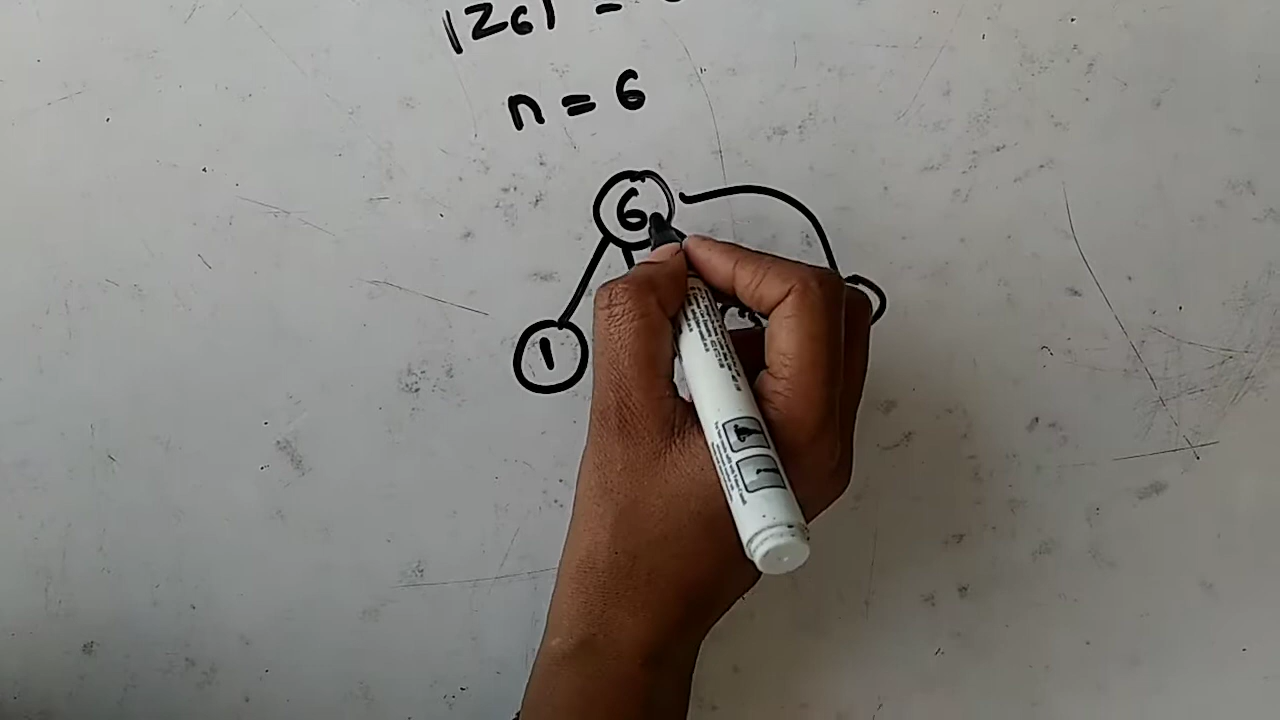 |Z6| =
n = 6
6
1